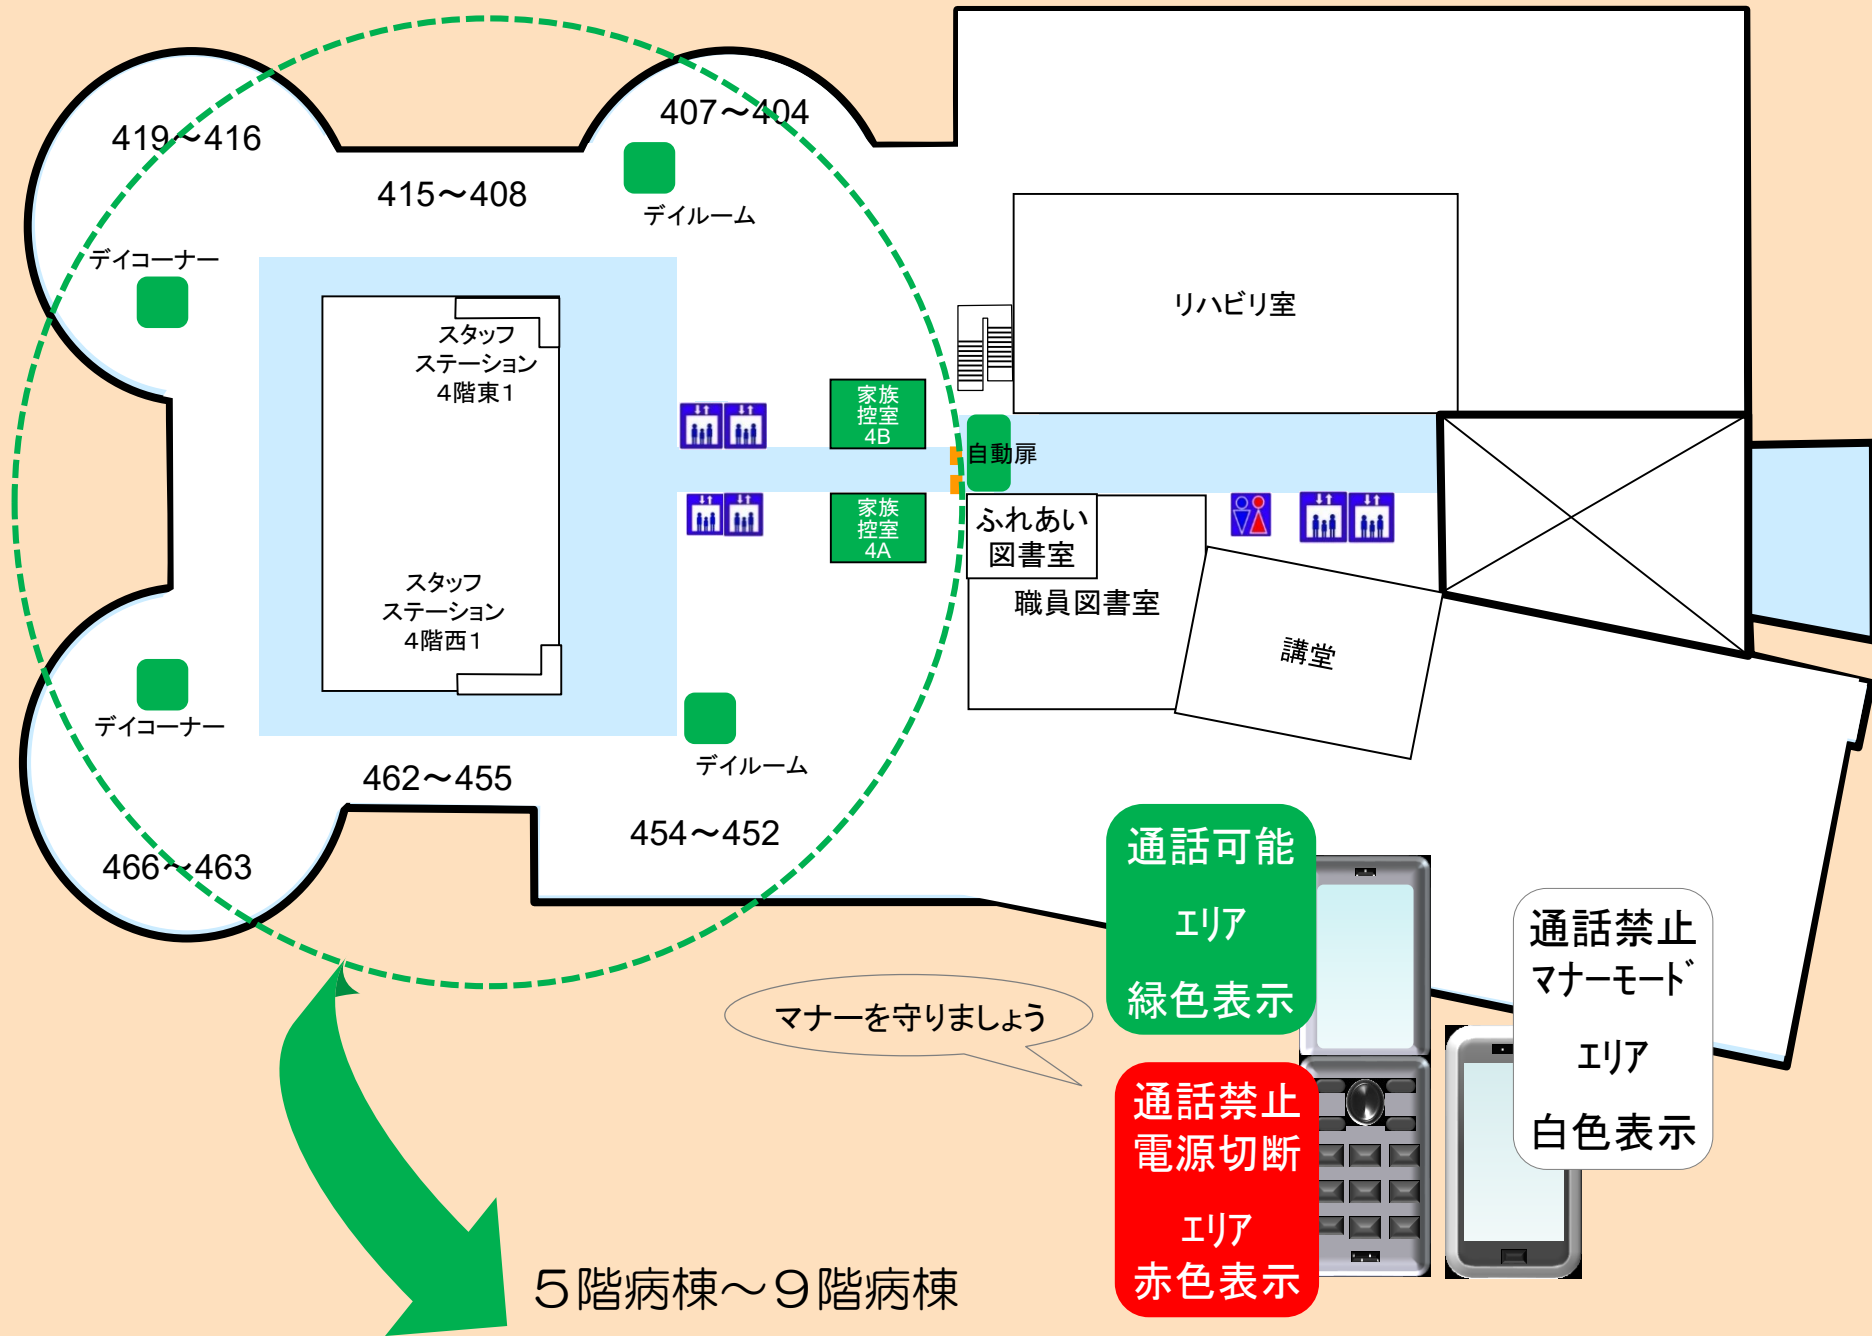 407～404
419～416
415～408
デイルーム
デイコーナー
リハビリ室
スタッフ
ステーション
４階東１
家族
控室
4B
自動扉
家族
控室
4A
ふれあい
図書室
職員図書室
スタッフ
ステーション
４階西１
講堂
デイコーナー
デイルーム
462～455
454～452
466～463
通話可能
エリア
緑色表示
通話禁止
マナーモード
エリア
白色表示
マナーを守りましょう
通話禁止
電源切断
エリア
赤色表示
５階病棟～９階病棟